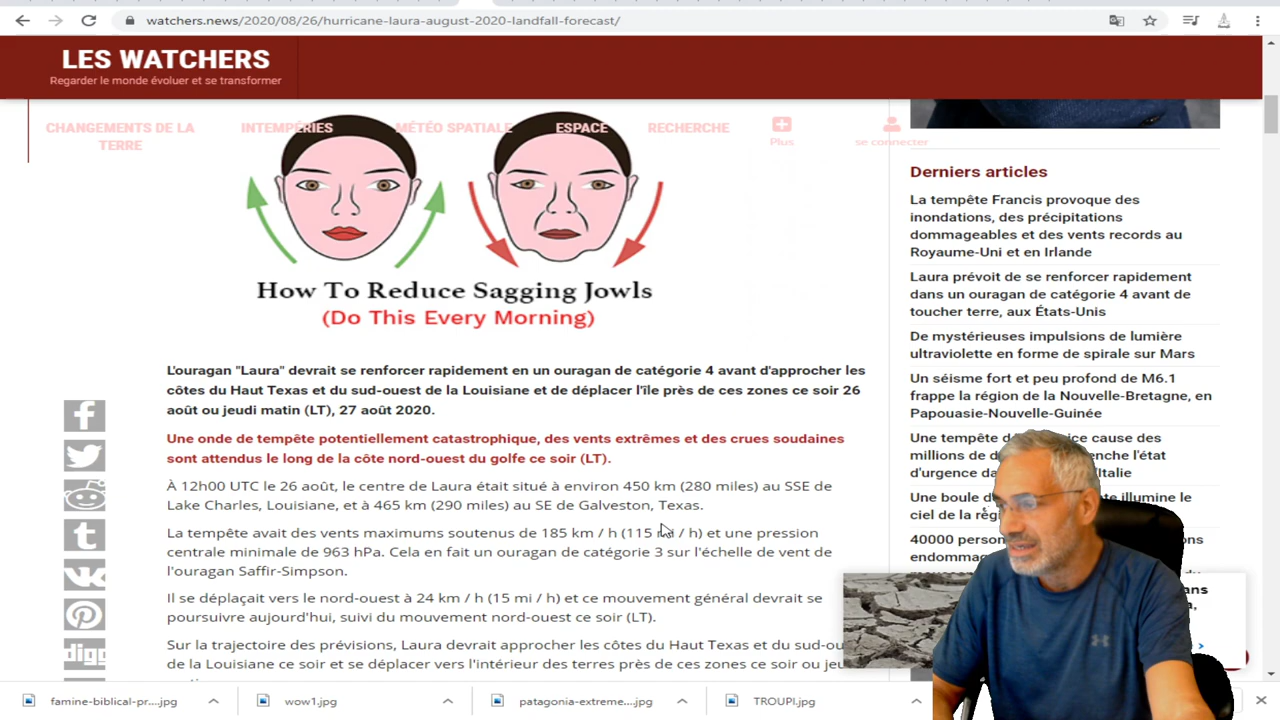 watchers.news/2020/08/26/hurricane-laura-august-2020-landfall-forecast/
LES WATCHERS
Regarder le monde évoluer et se transformer
CHANGEMENTS DE LA TERRE
INTEMPÉRIES
MÉTÉO SPATIALE
ESPACE
RECHERCHE
Plus
se connecter
How To Reduce Sagging Jowls
(Do This Every Morning)
L'ouragan "Laura" devrait se renforcer rapidement en un ouragan de catégorie 4 avant d'approcher les
côtes du Haut Texas et du sud-ouest de la Louisiane et de déplacer l'île près de ces zones ce soir 26
août ou jeudi matin (LT), 27 août 2020.
Une onde de tempête potentiellement catastrophique, des vents extrêmes et des crues soudaines
sont attendus le long de la côte nord-ouest du golfe ce soir (LT).
À 12h00 UTC le 26 août, le centre de Laura était situé à environ 450 km (280 miles) au SSE de
Lake Charles, Louisiane, et à 465 km (290 miles) au SE de Galveston, Texas.
La tempête avait des vents maximums soutenus de 185 km / h (115 mi / h) et une pression
centrale minimale de 963 hPa. Cela en fait un ouragan de catégorie 3 sur l'échelle de vent de
l'ouragan Saffir-Simpson.
Il se déplaçait vers le nord-ouest à 24 km / h (15 mi / h) et ce mouvement général devrait se
poursuivre aujourd'hui, suivi du mouvement nord-ouest ce soir (LT).
Sur la trajectoire des prévisions, Laura devrait approcher les côtes du Haut Texas et du sud-ou
de la Louisiane ce soir et se déplacer vers l'intérieur des terres près de ces zones ce soir ou jeu
digg
Derniers articles
La tempête Francis provoque des
inondations, des précipitations
dommageables et des vents records au
Royaume-Uni et en Irlande
Laura prévoit de se renforcer rapidement
dans un ouragan de catégorie 4 avant de
toucher terre, aux États-Unis
De mystérieuses impulsions de lumière
ultraviolette en forme de spirale sur Mars
Un séisme fort et peu profond de M6.1
frappe la région de la Nouvelle-Bretagne, en
Papouasie-Nouvelle-Guinée
Une tempête cause des
millions de l'état
d'urgence Italie
Une boule illumine le
ciel de la
40000
famine-biblical-pr....jpg
wow1.jpg
patagonia-extreme....jpg
TROUPI.jpg